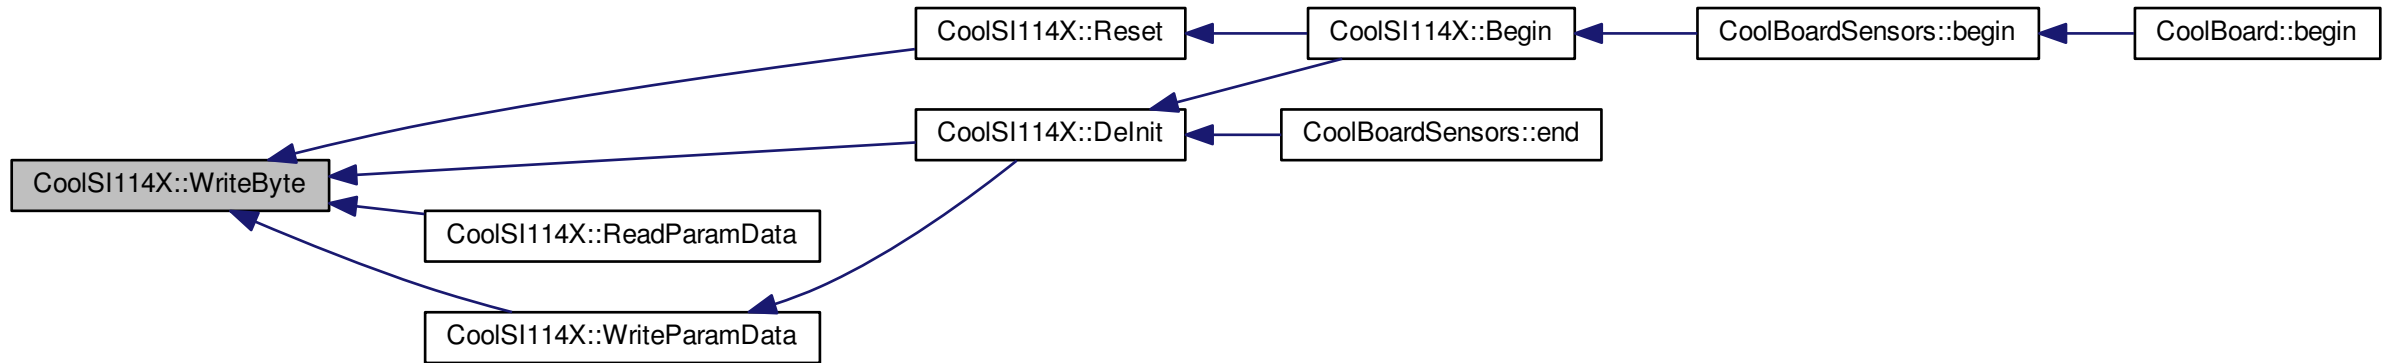 CoolSI114X::Reset
CoolSI114X::Begin
CoolBoardSensors::begin
CoolBoard::begin
CoolSI114X::DeInit
CoolBoardSensors::end
CoolSI114X::WriteByte
CoolSI114X::ReadParamData
CoolSI114X::WriteParamData